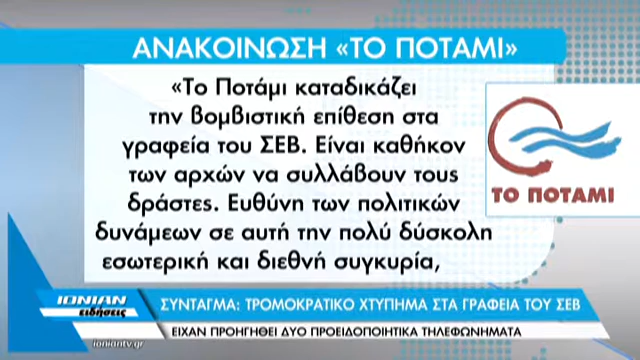 ΑΝΑΚΟΙΝΩΣΗ «ΤΟ ΠΟΤΑΜΙ»
«Το Ποτάμι καταδικάζει
την βομβιστική επίθεση στα
γραφεία του ΣΕΒ. Είναι καθήκον
των αρχών να συλλάβουν τους
δράστες. Ευθύνη των πολιτικών
δυνάμεων σε αυτή την πολύ δύσκολη
εσωτερική και διεθνή συγκυρία,
ΤΟ ΠΟΤΑΜΙ
IONIAN
ειδήσεις
ioniantv.gr
ΣΥΝΤΑΓΜΑ: ΤΡΟΜΟΚΡΑΤΙΚΟ ΧΤΥΠΗΜΑ ΣΤΑ ΓΡΑΦΕΙΑ ΤΟΥ ΣΕΒ
ΕΙΧΑΝ ΠΡΟΗΓΗΘΕΙ ΔΥΟ ΠΡΟΕΙΔΟΠΟΙΗΤΙΚΑ ΤΗΛΕΦΩΝΗΜΑΤΑ